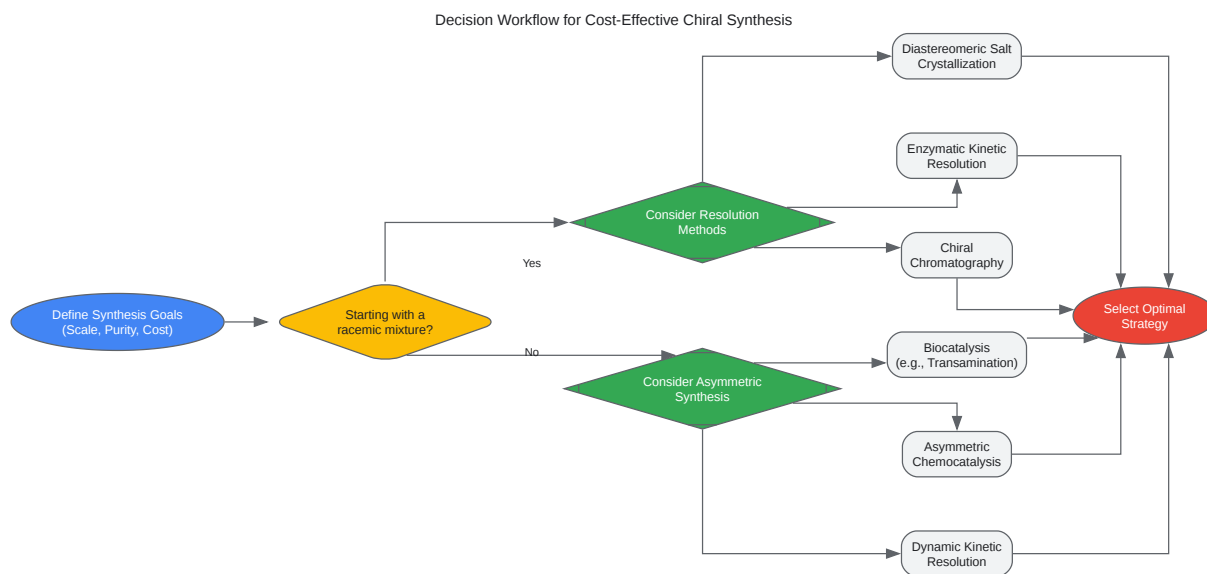 Decision Workflow for Cost-Effective Chiral Synthesis
Define Synthesis Goals
(Scale, Purity, Cost)
Starting with a
racemic mixture?
Yes
No
Consider Resolution
Methods
Consider Asymmetric
Synthesis
Diastereomeric Salt
Crystallization
Enzymatic Kinetic
Resolution
Chiral
Chromatography
Biocatalysis
(e.g., Transamination)
Asymmetric
Chemocatalysis
Dynamic Kinetic
Resolution
Select Optimal
Strategy